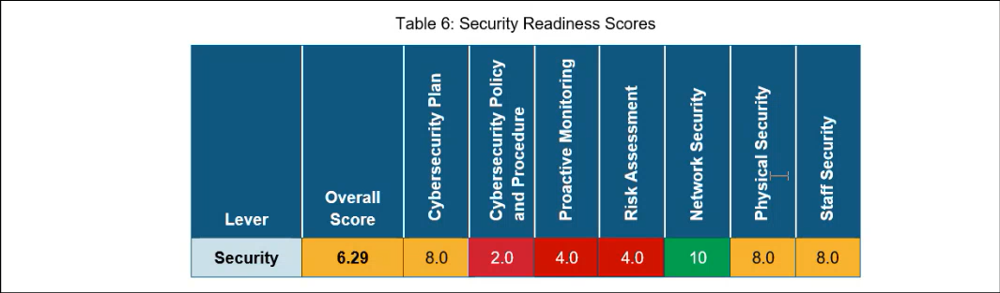 Table 6: Security Readiness Scores
Lever
Overall
Score
Cybersecurity Plan
Cybersecurity Policy
and Procedure
Proactive Monitoring
Risk Assessment
Network Security
Physical Security
Staff Security
Security 6.29 8.0 2.0 4.0 4.0 10 8.0 8.0